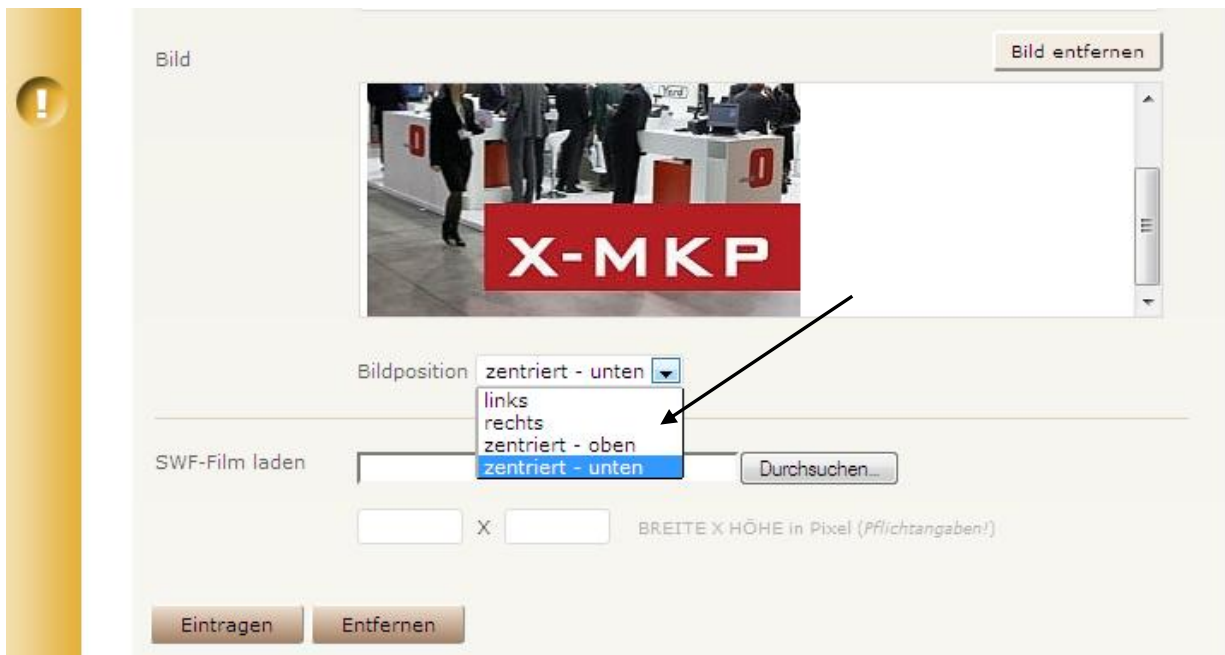 Bild
Bild entfernen
!
Yard
X-MKP
Bildposition zentriert - unten
links
rechts
zentriert - oben
zentriert - unten
SWF-Film laden
Durchsuchen...
X BREITE X HÖHE in Pixel (Pflichtangaben!)
Eintragen Entfernen